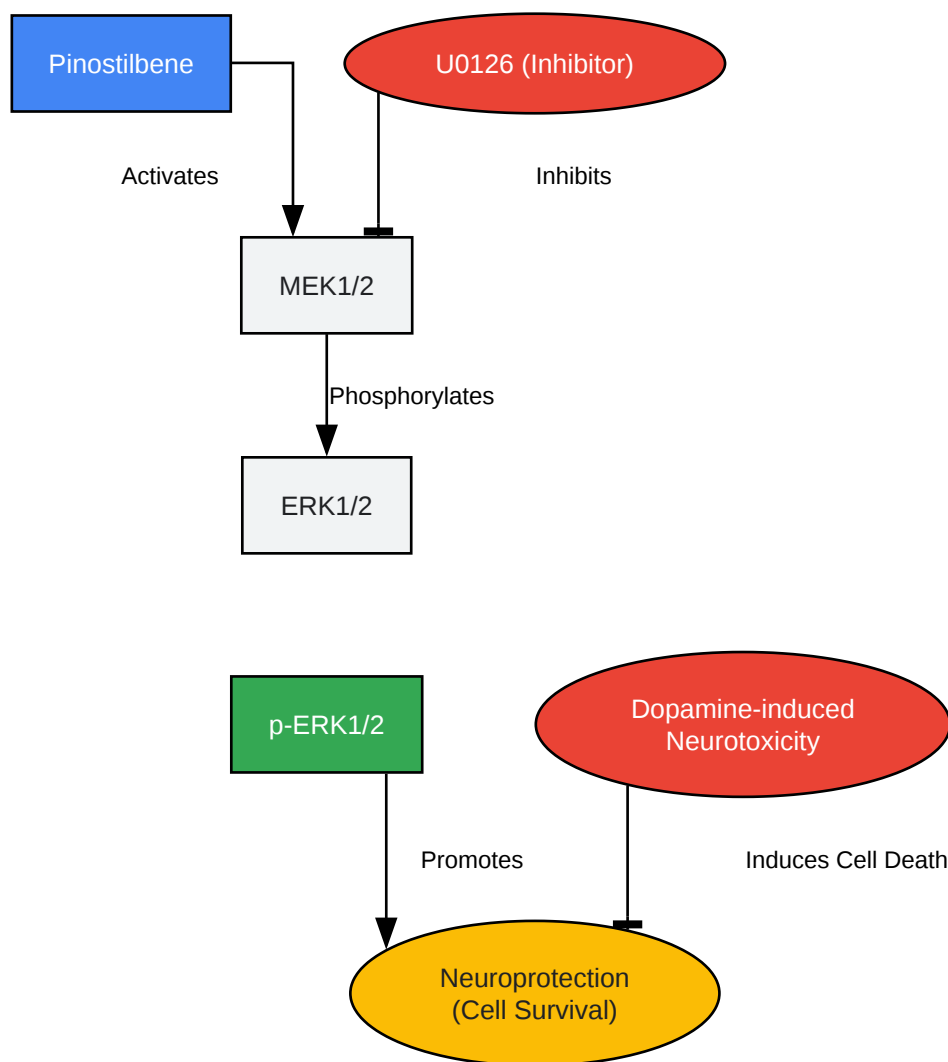 Pinostilbene
U0126 (Inhibitor)
Activates
Inhibits
MEK1/2
Phosphorylates
ERK1/2
p-ERK1/2
Dopamine-induced
Neurotoxicity
Promotes
Induces Cell Death
Neuroprotection
(Cell Survival)